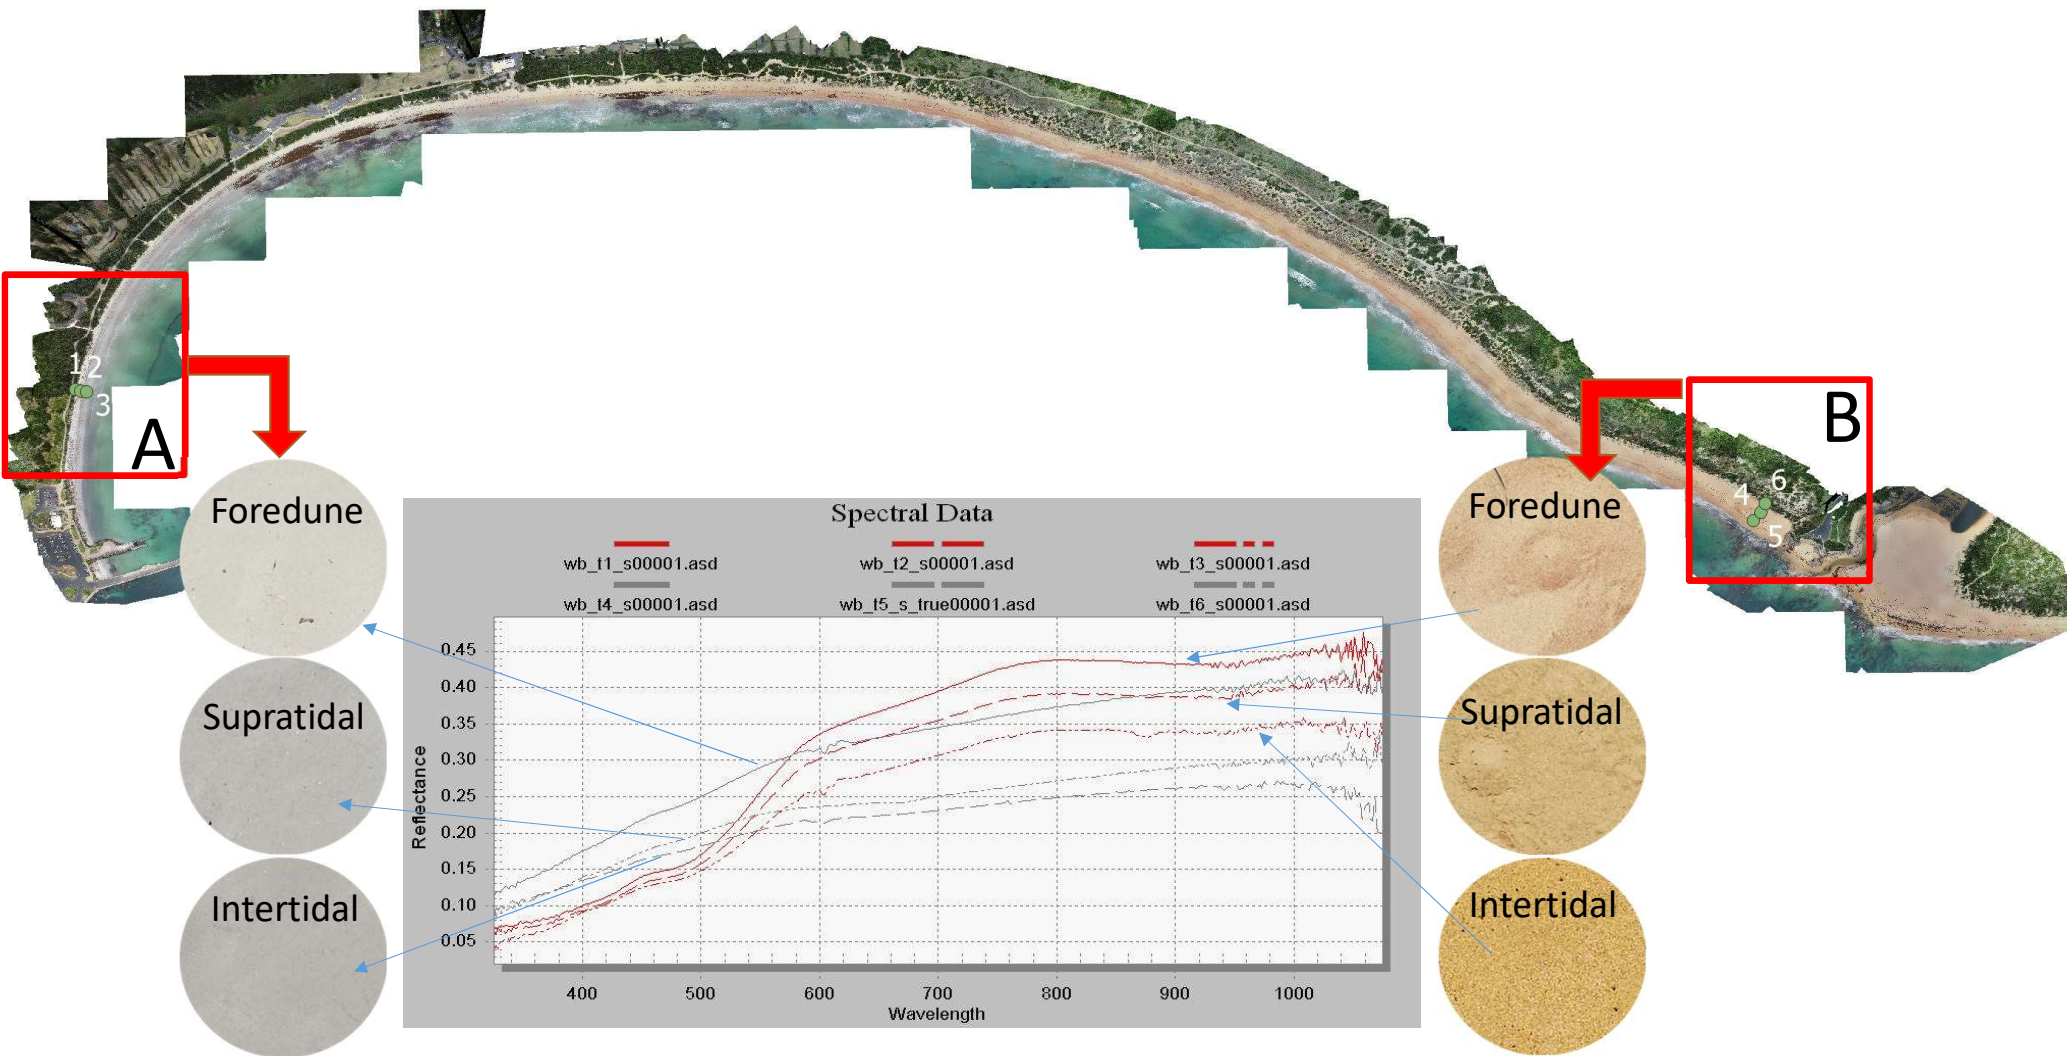 1 2
3
A
B
4 6
5
Foredune
Supratidal
Intertidal
Spectral Data
wb_t1_s00001.asd wb_t2_s00001.asd wb_t3_s00001.asd
wb_t4_s00001.asd wb_t5_s_true00001.asd wb_t6_s00001.asd
0.45
0.40
0.35
0.30
0.25
0.20
0.15
0.10
0.05
Reflectance
400 500 600 700 800 900 1000
Wavelength
Foredune
Supratidal
Intertidal